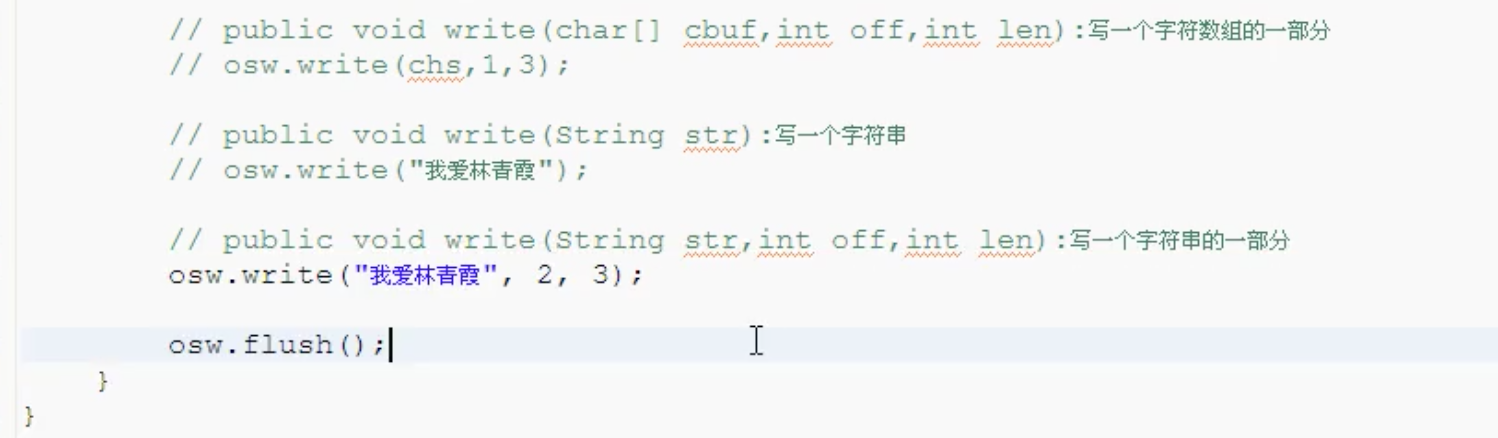 // public void write(char[] cbuf,int off,int len):写一个字符数组的一部分
// osw.write(chs,1,3);
// public void write(String str):写一个字符串
// osw.write("我爱林青霞");
// public void write(String str,int off,int len):写一个字符串的一部分
osw.write("我爱林青霞", 2, 3);
osw.flush();
}
}